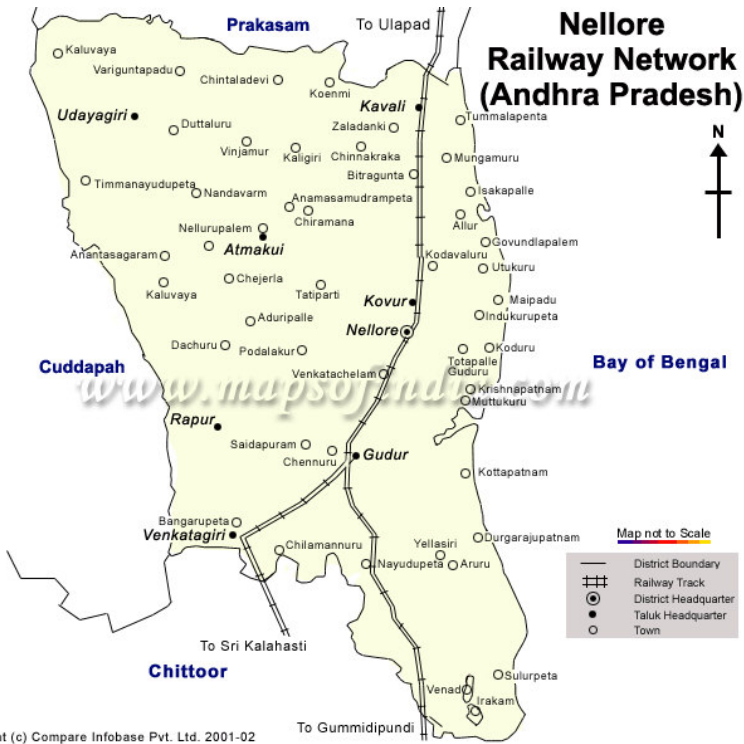 Nellore
Railway Network
(Andhra Pradesh)
Prakasam
To Ulapad
Kaluvaya
Variguntapadu
Chintaladevi
Koenmi
Kavali
Udayagiri
Tummalapenta
N
Duttaluru
Zaladanki
Vinjamur
Kaligiri
Chinnakraka
Mungamuru
Bitragunta
Timmanayudupeta
Nandavarm
Anamasamudrampeta
Isakapalle
Chiramana
Allur
Nellurupalem
Atmakui
Govundlapalem
Anantasagaram
Kodavaluru
Utukuru
Kaluvaya
Chejerla
Tatiparti
Kovur
Maipadu
Indukurupeta
Aduripalle
Nellore
Dachuru
Podalakur
Koduru
Totapalle
Guduru
Bay of Bengal
Cuddapah
Venkatachelam
www.mapsofindia.com
Krishnapatnam
Muttukuru
Rapur
Saidapuram
Chennuru
Gudur
Kottapatnam
Bangarupeta
Venkatagiri
Chilamannuru
Yellasiri
Durgarajupatnam
Nayudupeta
Aruru
Map not to Scale
District Boundary
Railway Track
District Headquarter
Taluk Headquarter
Town
To Sri Kalahasti
Chittoor
Sulurpeta
Venad
Irakam
To Gummidipundi
t (c) Compare Infobase Pvt. Ltd. 2001-02